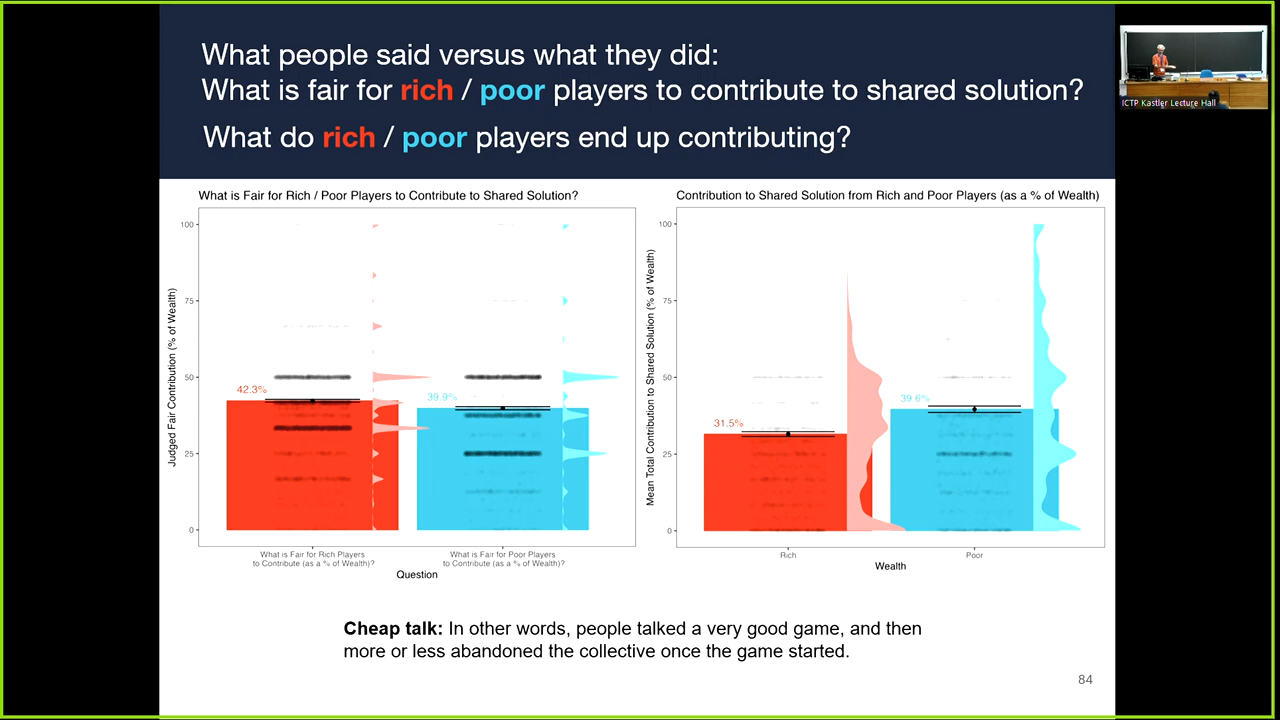 What people said versus what they did:
What is fair for rich / poor players to contribute to shared solution?
What do rich / poor players end up contributing?
ICTP Kastler Lecture Hall
What is Fair for Rich / Poor Players to Contribute to Shared Solution?
Judged Fair Contribution (% of Wealth)
100
75
50
25
0
42.3%
39.9%
What is Fair for Rich Players
to Contribute (as a % of Wealth)?
What is Fair for Poor Players
to Contribute (as a % of Wealth)?
Question
Contribution to Shared Solution from Rich and Poor Players (as a % of Wealth)
Mean Total Contribution to Shared Solution (% of Wealth)
100
75
50
25
0
31.5%
39.6%
Rich
Poor
Wealth
Cheap talk: In other words, people talked a very good game, and then
more or less abandoned the collective once the game started.
84